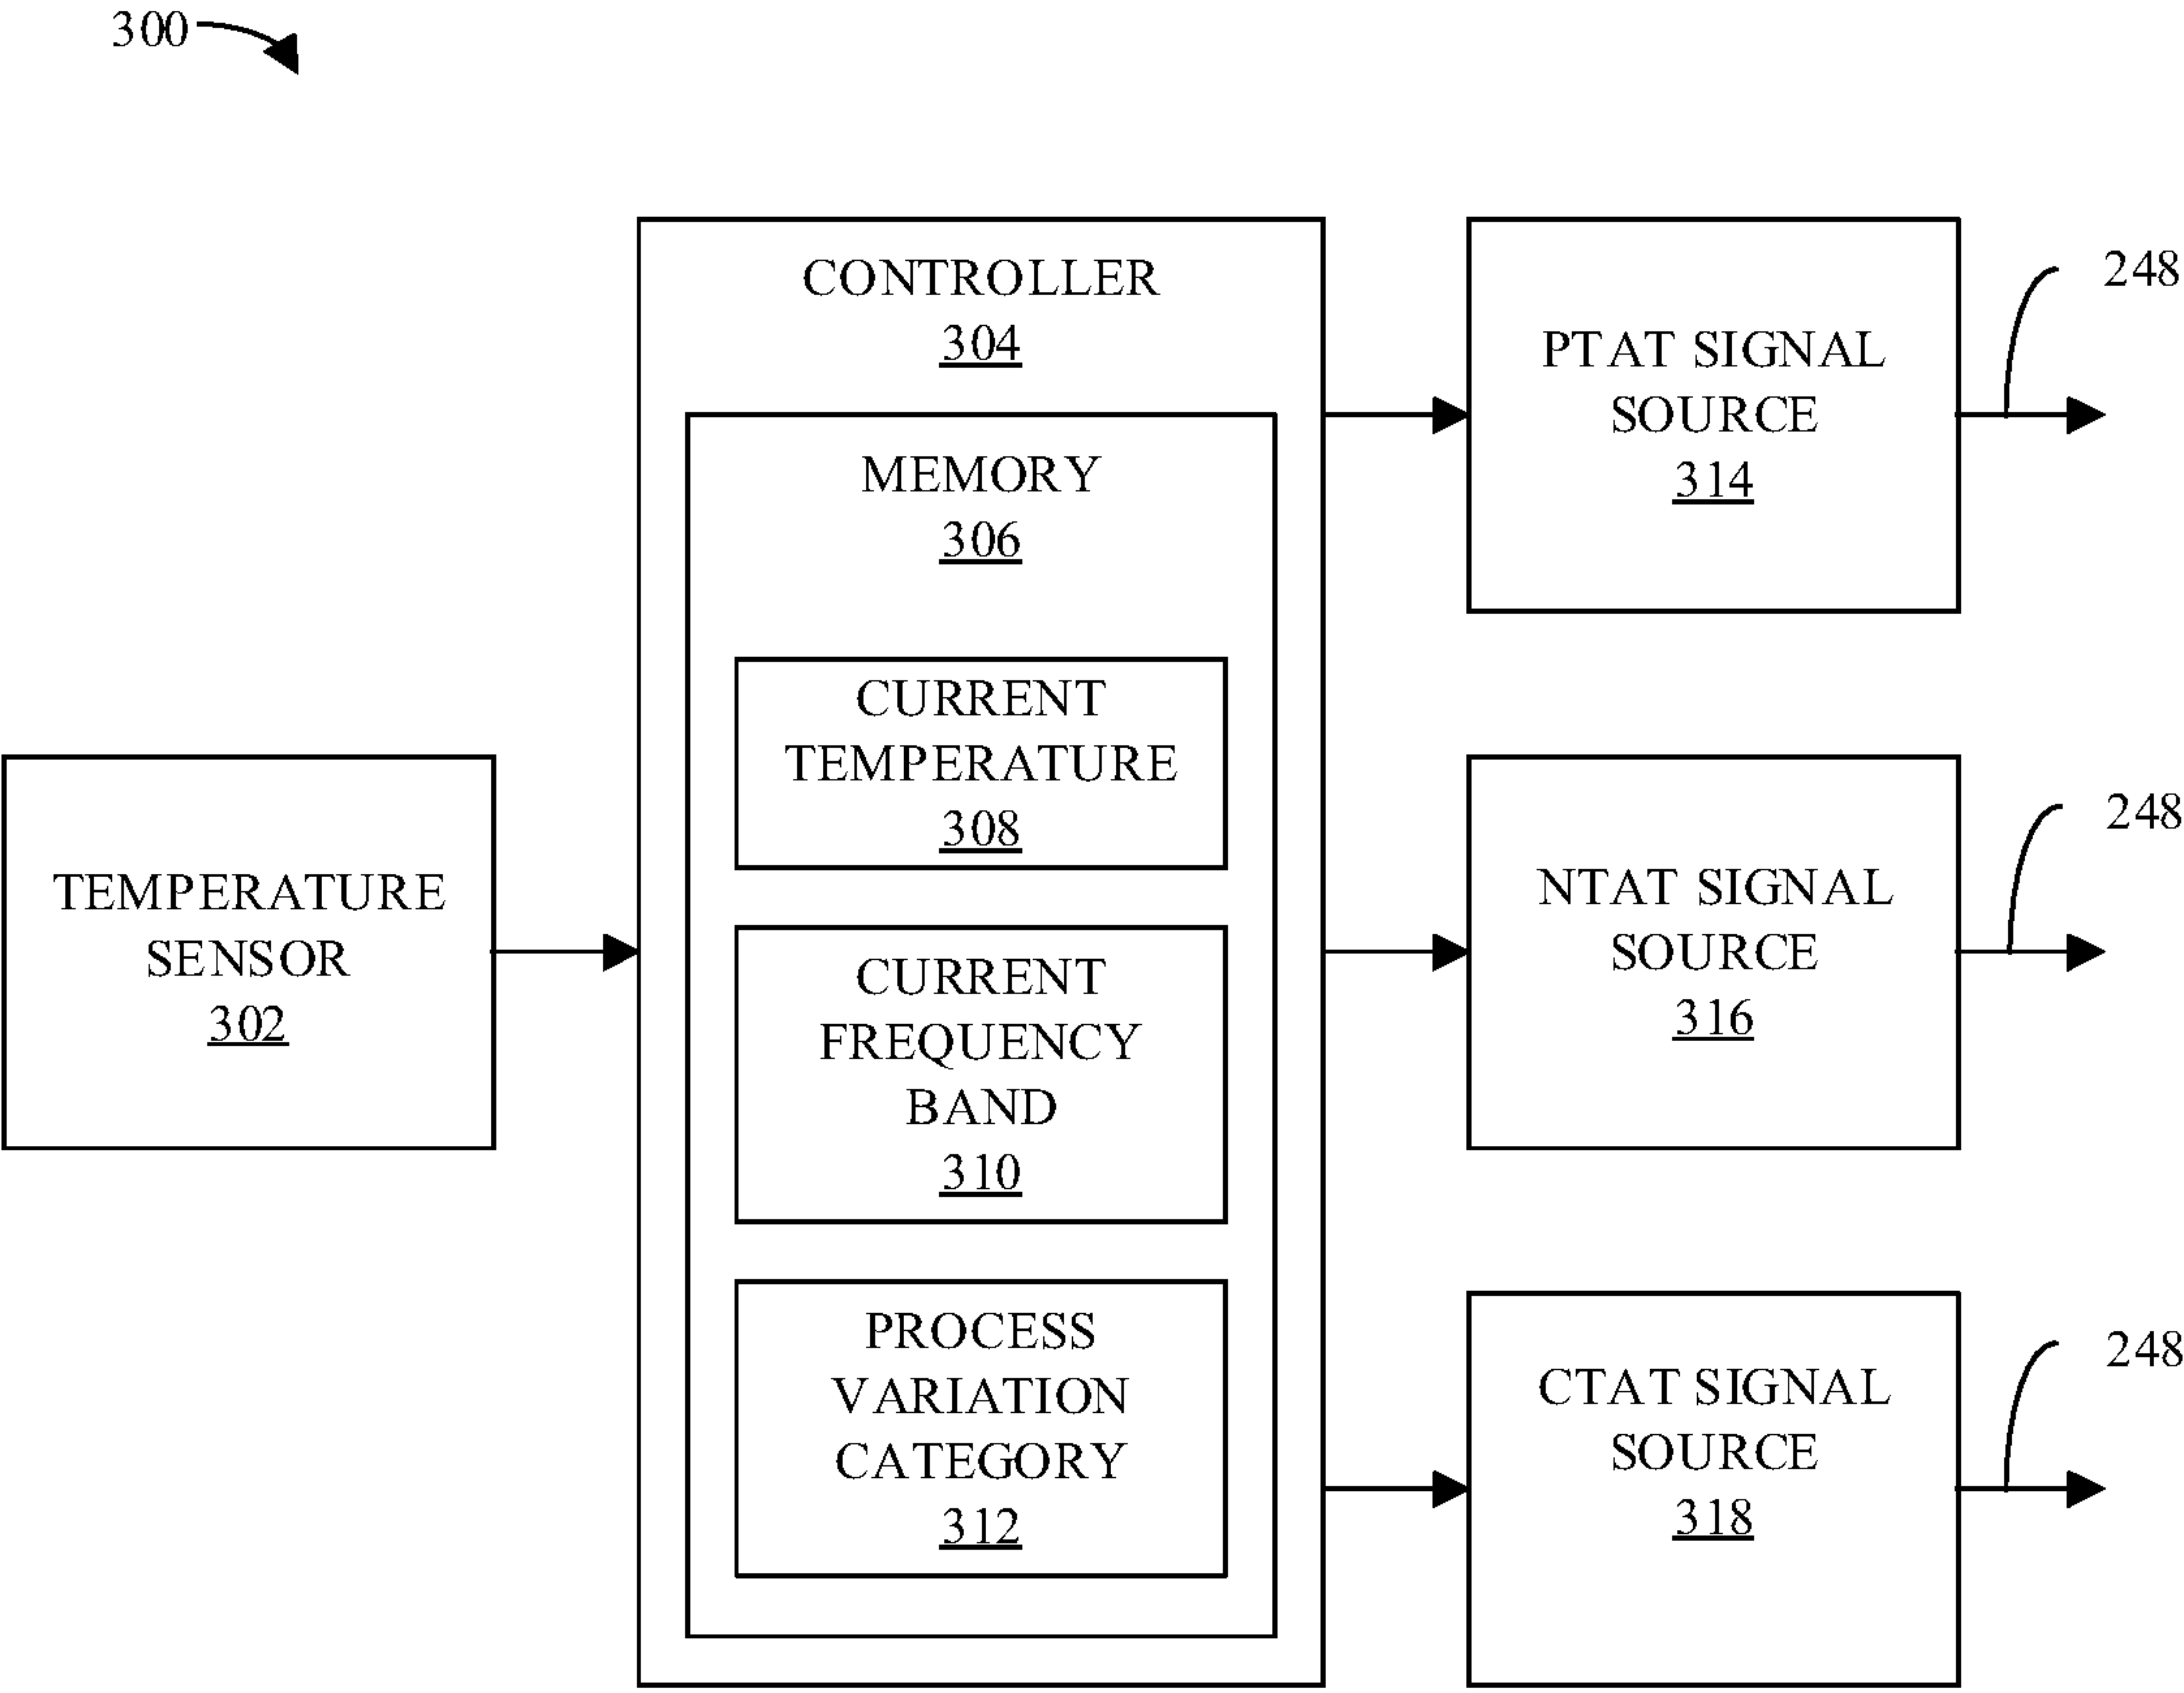 300
CONTROLLER
304
MEMORY
306
CURRENT
TEMPERATURE
308
CURRENT
FREQUENCY
BAND
310
PROCESS
VARIATION
CATEGORY
312
TEMPERATURE
SENSOR
302
PTAT SIGNAL
SOURCE
314
248
NTAT SIGNAL
SOURCE
316
248
CTAT SIGNAL
SOURCE
318
248